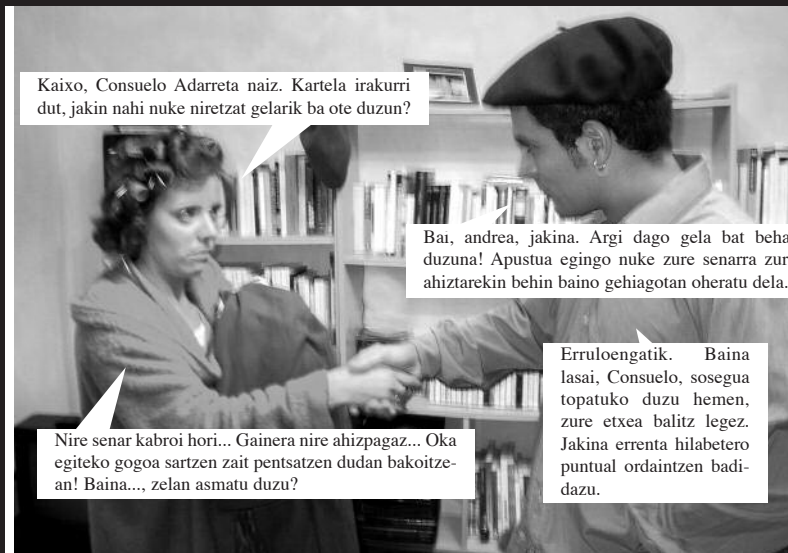 Kaixo, Consuelo Adarreta naiz. Kartela irakurri
dut, jakin nahi nuke niretzat gelarik ba ote duzun?
Bai, andrea, jakina. Argi dago gela bat beha
duzuna! Apustua egingo nuke zure senarra zur
ahiztarekin behin baino gehiagotan oheratu dela.
Nire senar kabroi hori... Gainera nire ahizpagaz... Oka
egiteko gogoa sartzen zait pentsatzen dudan bakoitze-
an! Baina..., zelan asmatu duzu?
Erruloengatik. Baina
lasai, Consuelo, sosegua
topatuko duzu hemen,
zure etxea balitz legez.
Jakina errenta hilabetero
puntual ordaintzen badi-
dazu.